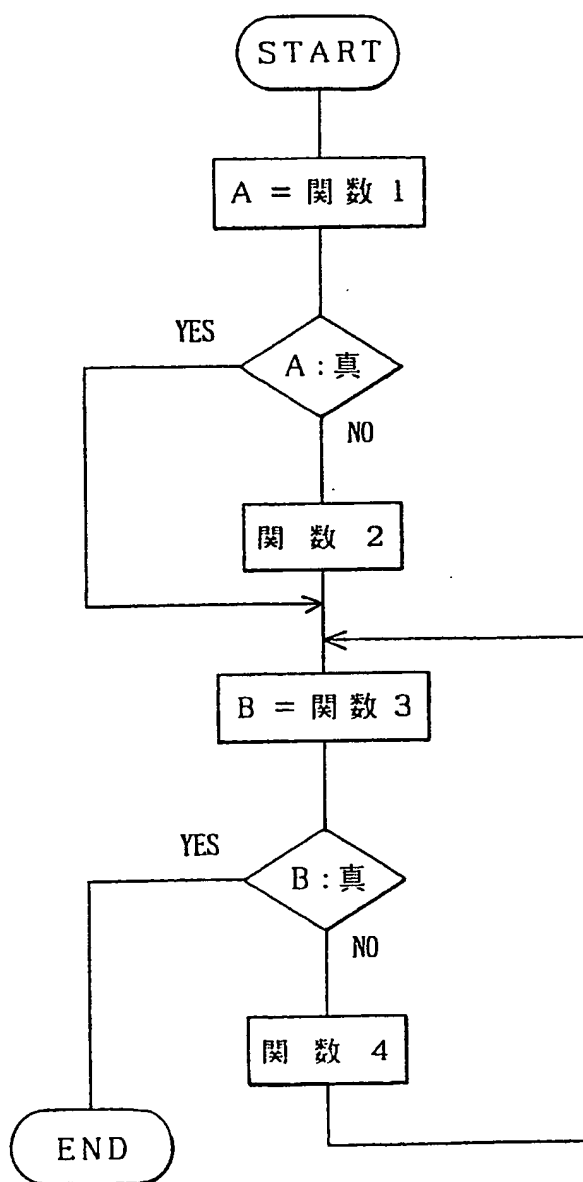 START
A = 関数 1
YES
A : 真
NO
関数 2
B = 関数 3
YES
B : 真
NO
関数 4
END